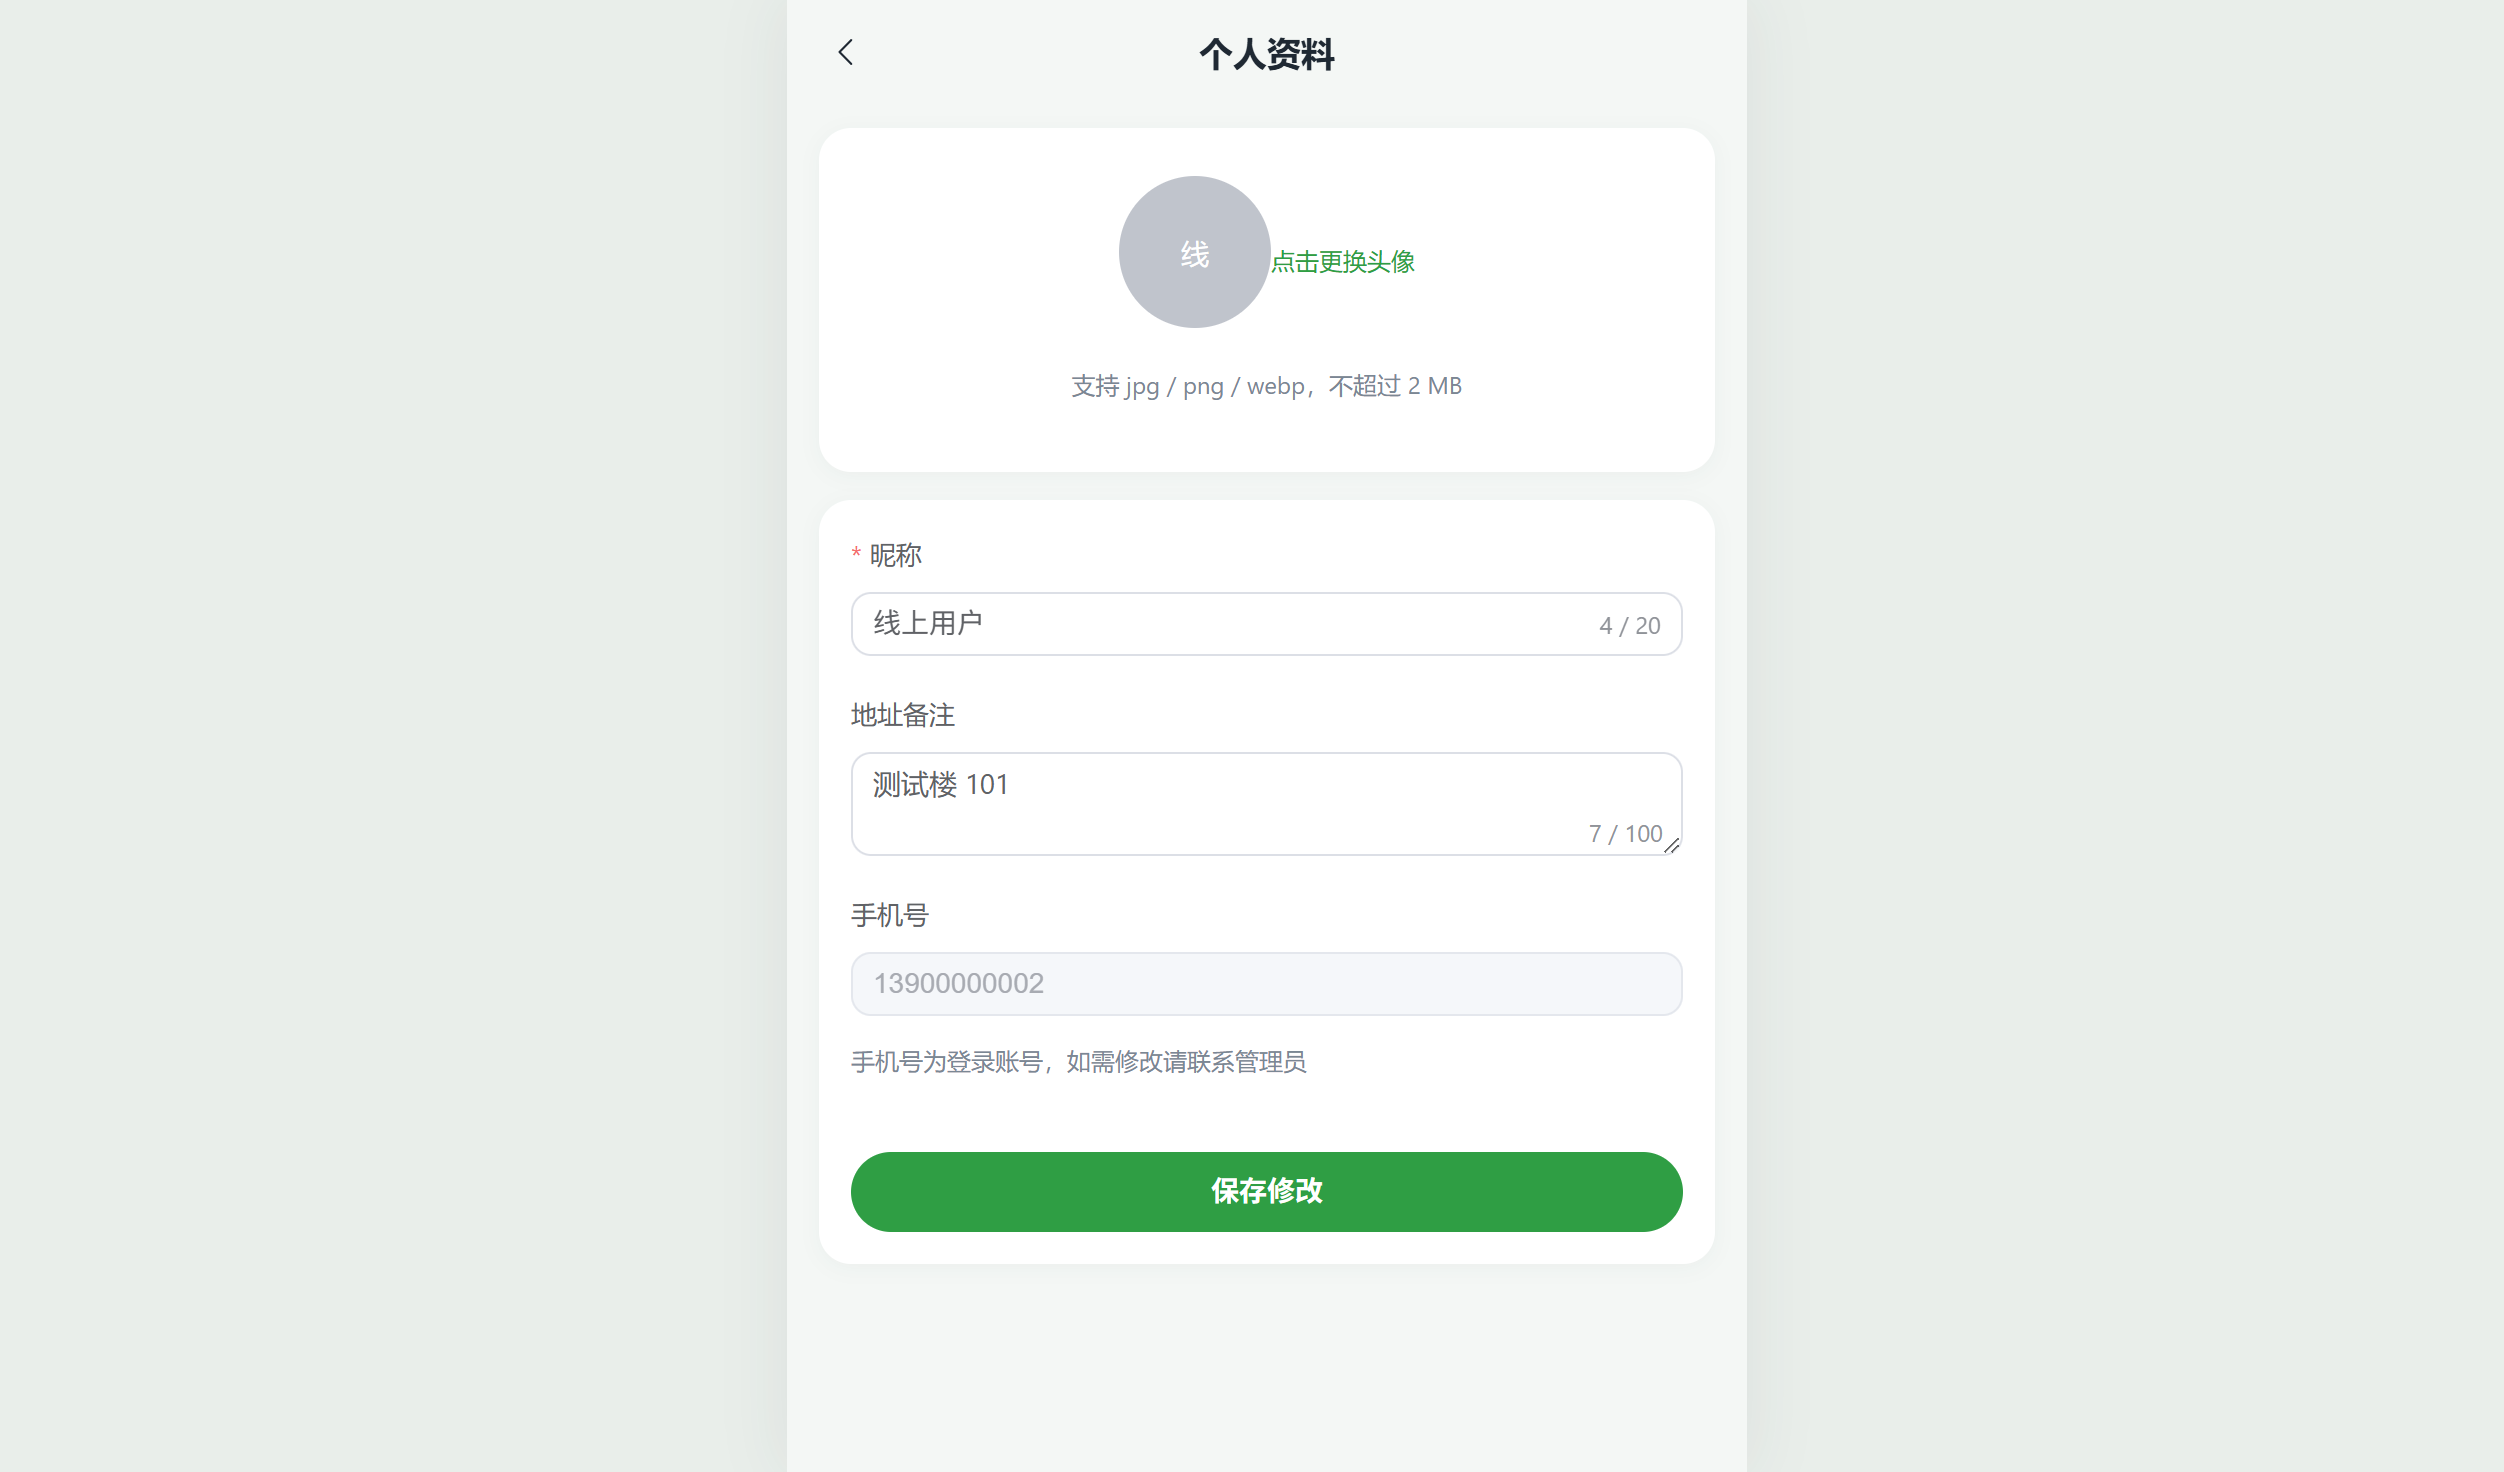 个人资料
线
点击更换头像
支持 jpg / png / webp，不超过 2 MB
* 昵称
线上用户
4 / 20
地址备注
测试楼 101
7 / 100
手机号
13900000002
手机号为登录账号，如需修改请联系管理员
保存修改